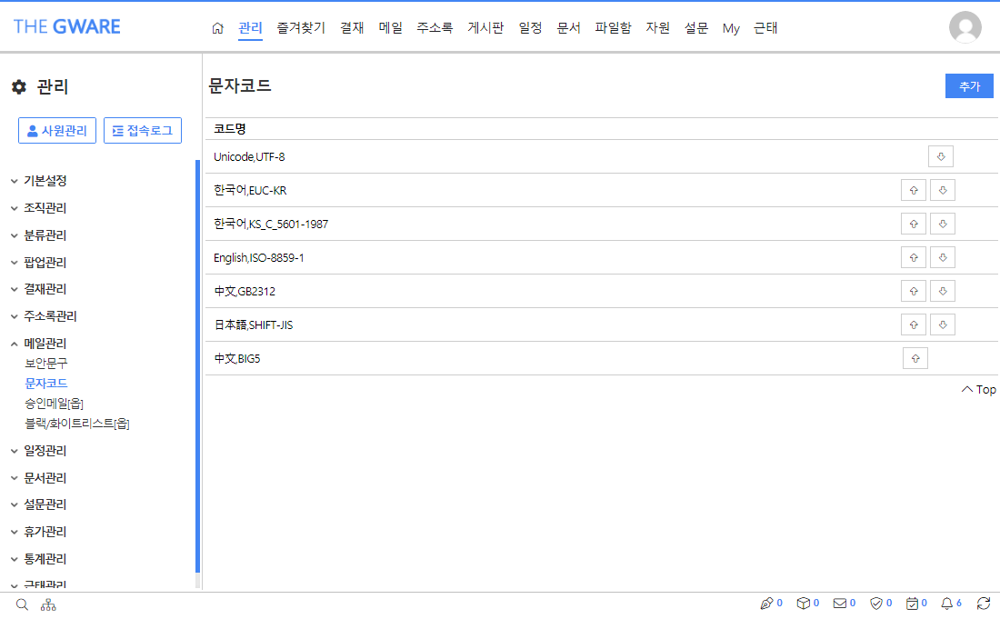 THE GWARE
관리 즐겨찾기 결재 메일 주소록 게시판 일정 문서 파일함 자원 설문 My 근태
관리
사원관리 접속로그
기본설정
조직관리
분류관리
팝업관리
결재관리
주소록관리
메일관리
보안문구
문자코드
승인메일[옵]
블랙/화이트리스트[옵]
일정관리
문서관리
설문관리
휴가관리
통계관리
근태관리
문자코드
추가
코드명
Unicode,UTF-8
한국어,EUC-KR
한국어,KS_C_5601-1987
English,ISO-8859-1
中文,GB2312
日本語,SHIFT-JIS
中文,BIG5
Top
0 0 0 0 0 6